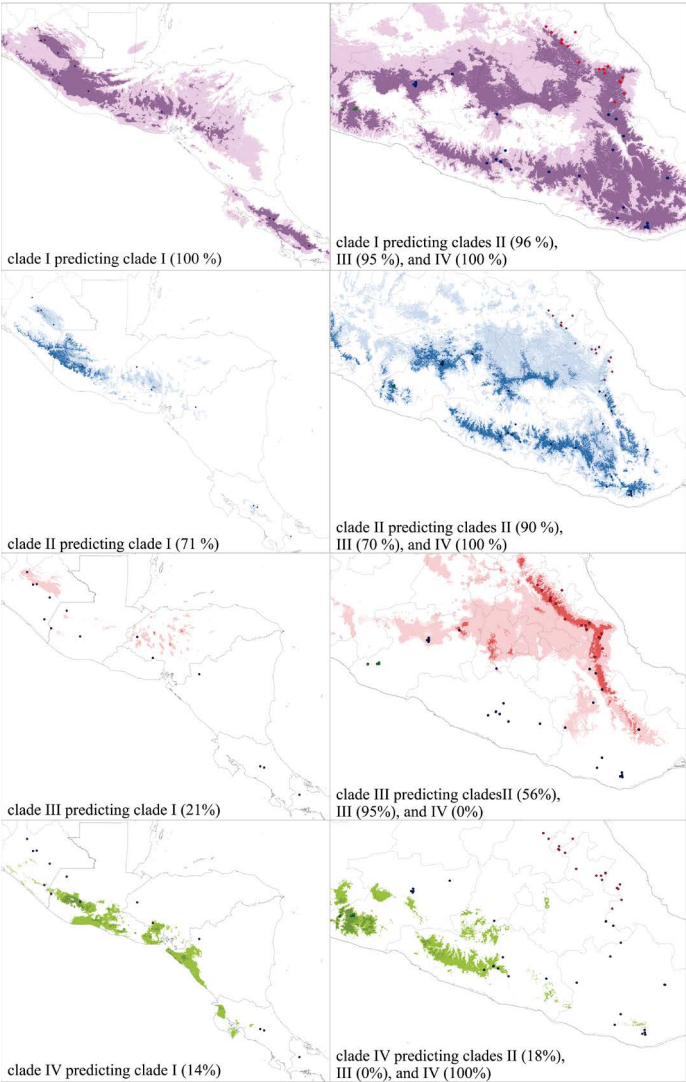 clade I predicting clade I (100 %)
clade I predicting clades II (96 %),
III (95 %), and IV (100 %)
clade II predicting clade I (71 %)
clade II predicting clades II (90 %),
III (70 %), and IV (100 %)
clade III predicting clade I (21%)
clade III predicting cladesII (56%),
III (95%), and IV (0%)
clade IV predicting clade I (14%)
clade IV predicting clades II (18%),
III (0%), and IV (100%)